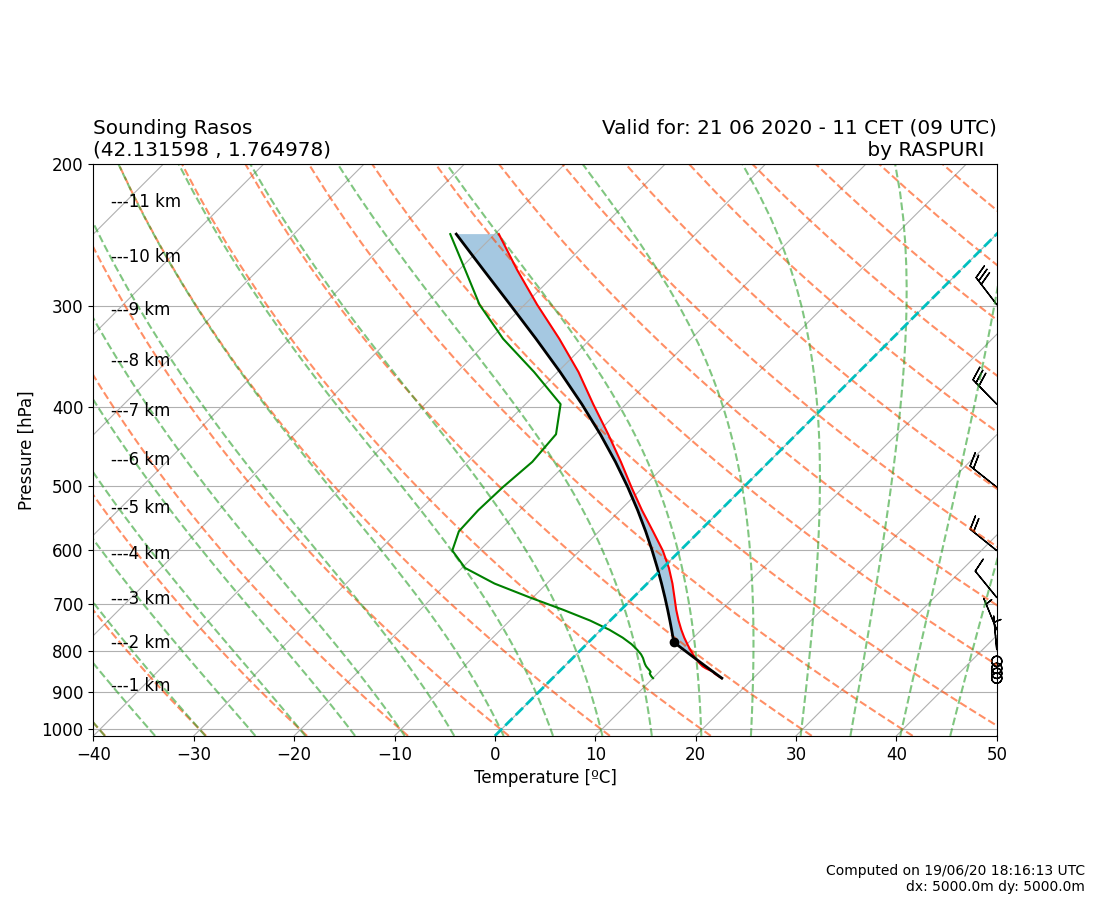 Sounding Rasos
(42.131598 , 1.764978)
Valid for: 21 06 2020 - 11 CET (09 UTC)
by RASPURI
200
300
400
500
600
700
800
900
1000
Pressure [hPa]
---11 km
---10 km
---9 km
---8 km
---7 km
---6 km
---5 km
---4 km
---3 km
---2 km
---1 km
−40 −30 −20 −10 0 10 20 30 40 50
Temperature [ºC]
Computed on 19/06/20 18:16:13 UTC
dx: 5000.0m dy: 5000.0m